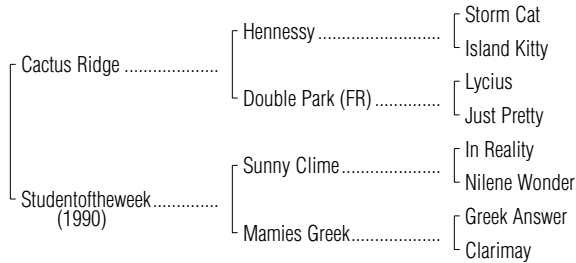 Storm Cat
Hennessy ..........................
Island Kitty
Cactus Ridge ....................
Lycius
Double Park (FR) ..............
Just Pretty
In Reality
Sunny Clime.....................
Nilene Wonder
Studentoftheweek..............
(1990)
Greek Answer
Mamies Greek...................
Clarimay